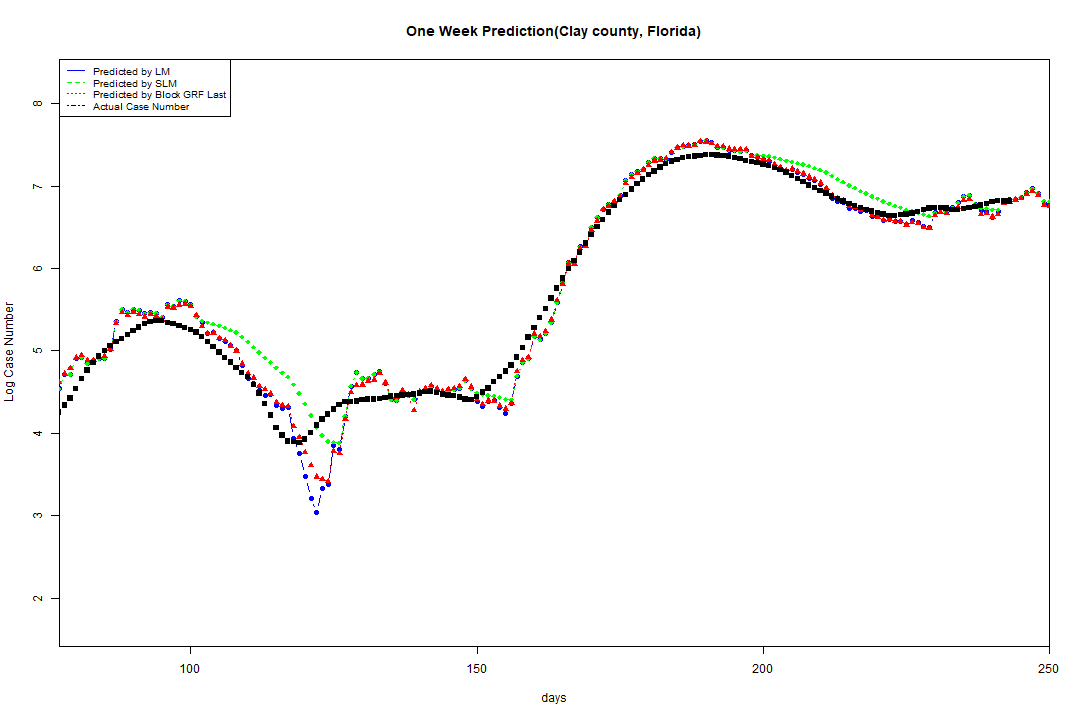 One Week Prediction(Clay county, Florida)
Predicted by LM
Predicted by SLM
Predicted by Block GRF Last
Actual Case Number
8
7
6
5
4
3
2
Log Case Number
100 150 200 250
days